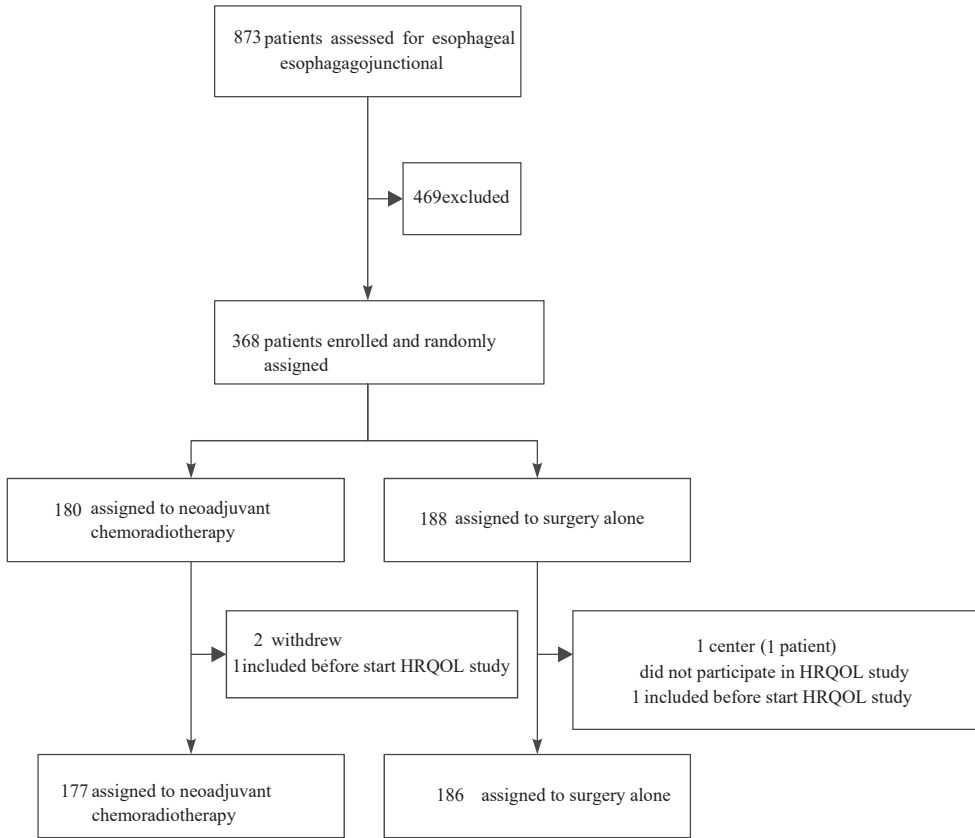 873 patients assessed for esophageal
esophagagojunctional
469excluded
368 patients enrolled and randomly
assigned
180 assigned to neoadjuvant
chemoradiotherapy
188 assigned to surgery alone
2 withdrew
1included before start HRQOL study
1 center (1 patient)
did not participate in HRQOL study
1 included before start HRQOL study
177 assigned to neoadjuvant
chemoradiotherapy
186 assigned to surgery alone